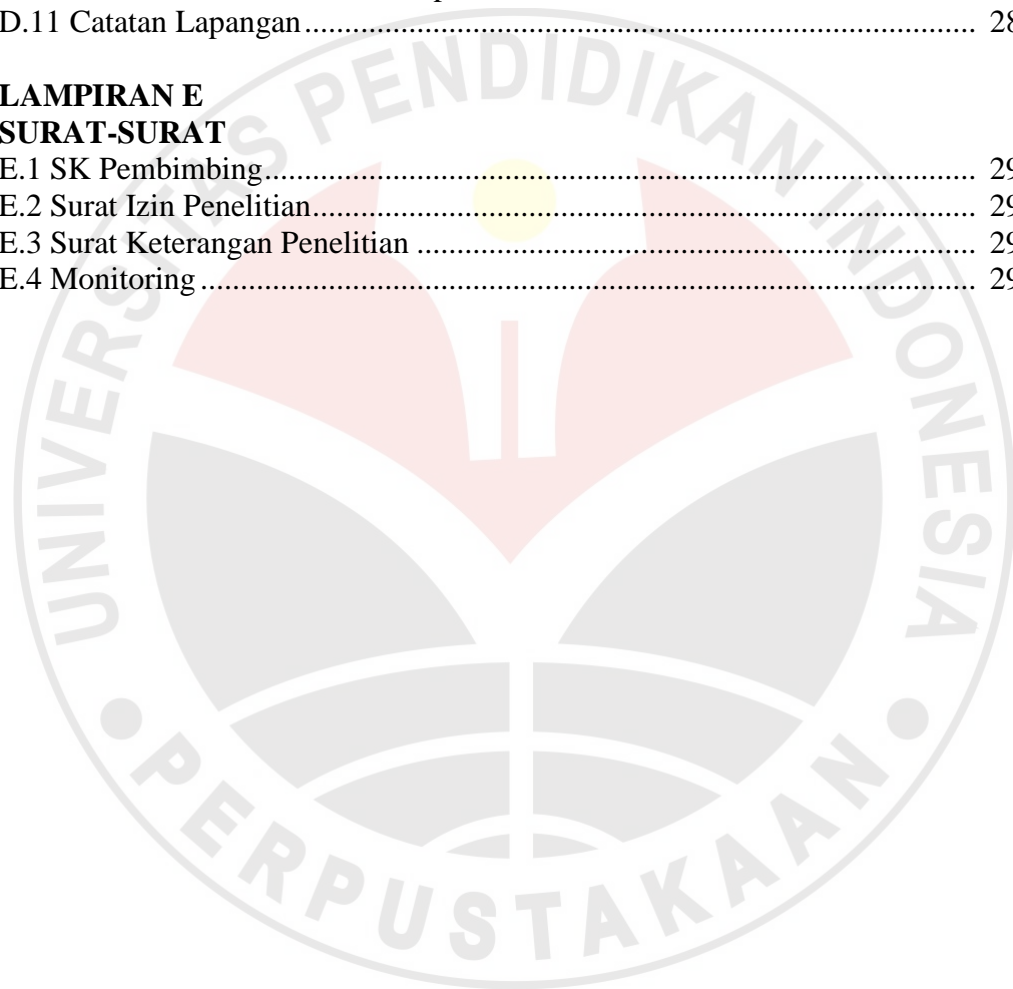 D.11 Catatan Lapangan ........................................................................................ 28
LAMPIRAN E
SURAT-SURAT
E.1 SK Pembimbing ............................................................................................. 29
E.2 Surat Izin Penelitian ....................................................................................... 29
E.3 Surat Keterangan Penelitian .......................................................................... 29
E.4 Monitoring ..................................................................................................... 29
UNIVERSITAS PENDIDIKAN INDONESIA
PERPUSTAKAAN